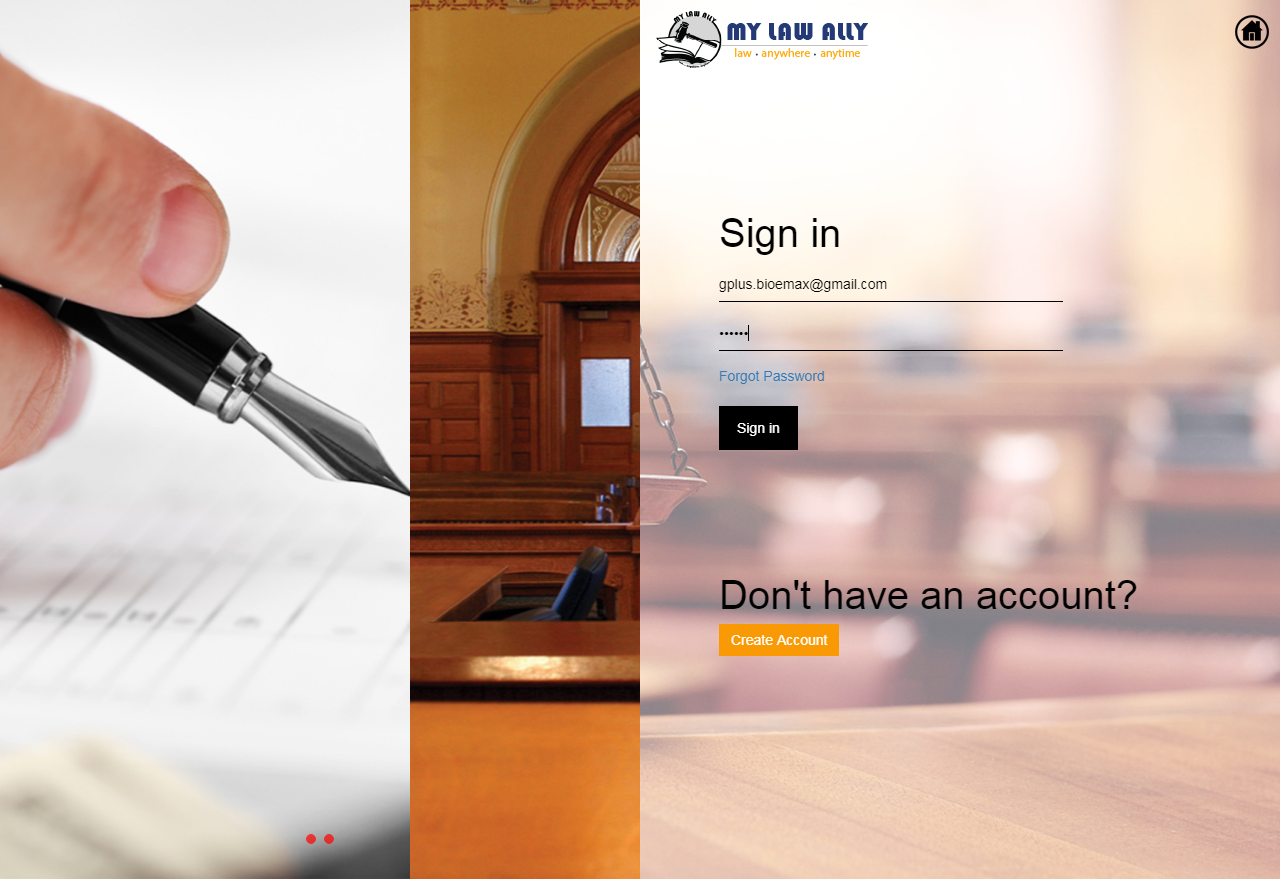 MY LAW ALLY
MY LAW ALLY
law • anywhere • anytime
Sign in
gplus.bioemax@gmail.com
••••••
Forgot Password
Sign in
Don't have an account?
Create Account